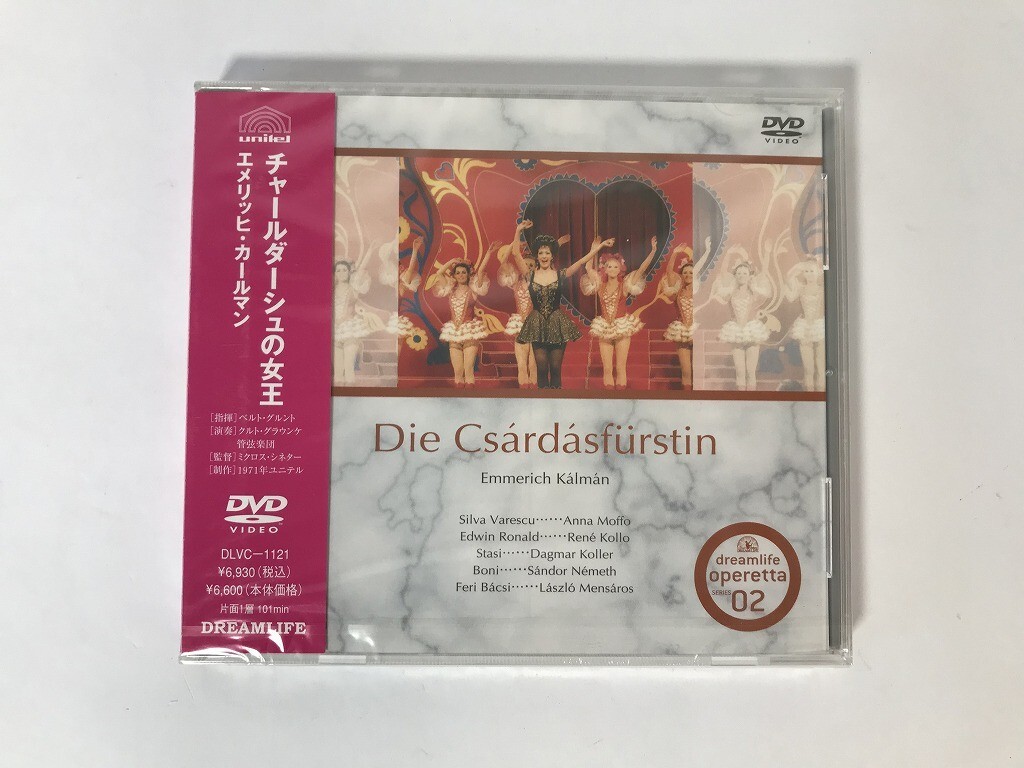 unitel
チャールダーシュの女王
エメリッヒ・カールマン
[指揮]ベルト・グルント
[演奏]クルト・グラウンケ
管弦楽団
[監督]ミクロス・シネター
[制作]1971年ユニテル
DVD
VIDEO
DLVC-1121
¥6,930(税込)
¥6,600(本体価格)
片面1層 101min
DREAMLIFE
DVD
VIDEO
Die Csárdásfürstin
Emmerich Kálmán
Silva Varescu······Anna Moffo
Edwin Ronald······René Kollo
Stasi······Dagmar Koller
Boni······Sándor Németh
Feri Bácsi······László Mensáros
dreamlife
operetta
SERIES 02